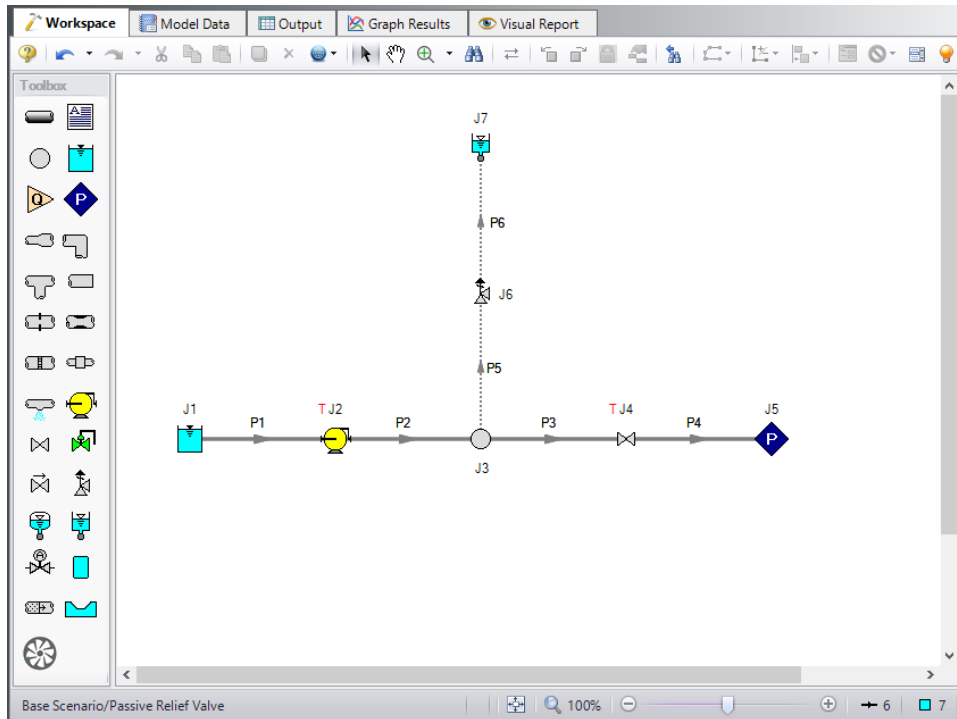 Workspace Model Data Output Graph Results Visual Report
Toolbox
A
Q P
J7
P6
J6
P5
J1 P1 T J2 P2 P3 T J4 P4 J5
P
J3
A
Base Scenario/Passive Relief Valve 100% 6 7